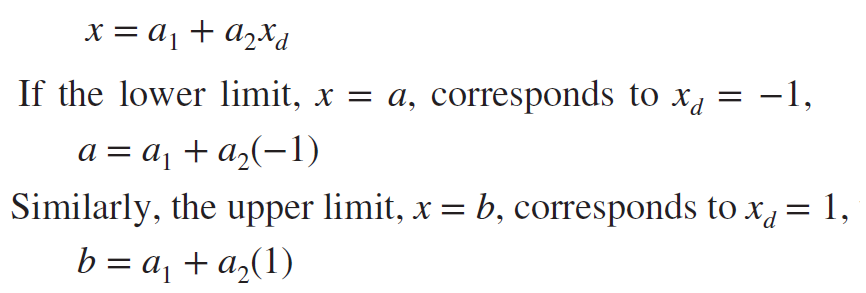 x = a₁ + a₂x_d
If the lower limit, x = a, corresponds to x_d = −1,
a = a₁ + a₂(−1)
Similarly, the upper limit, x = b, corresponds to x_d = 1,
b = a₁ + a₂(1)